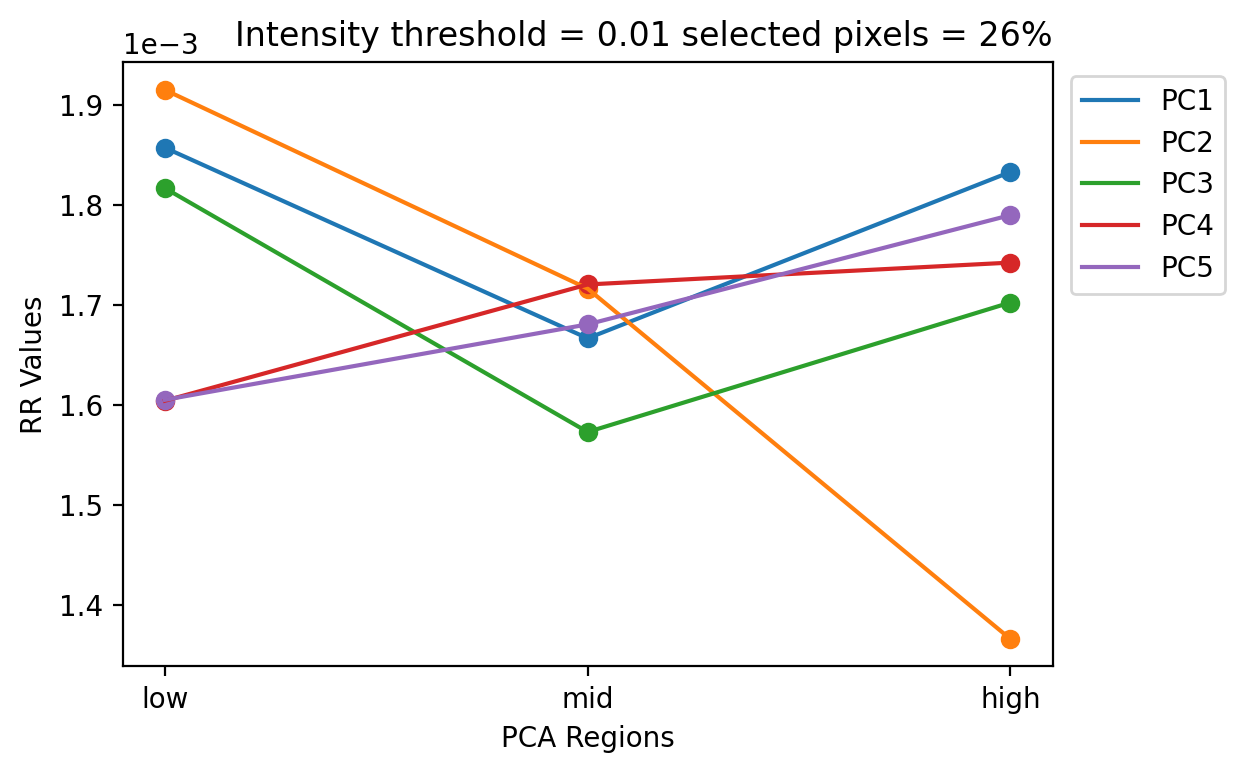 1e−3
Intensity threshold = 0.01 selected pixels = 26%
1.9
1.8
1.7
1.6
1.5
1.4
RR Values
low
mid
high
PCA Regions
PC1
PC2
PC3
PC4
PC5